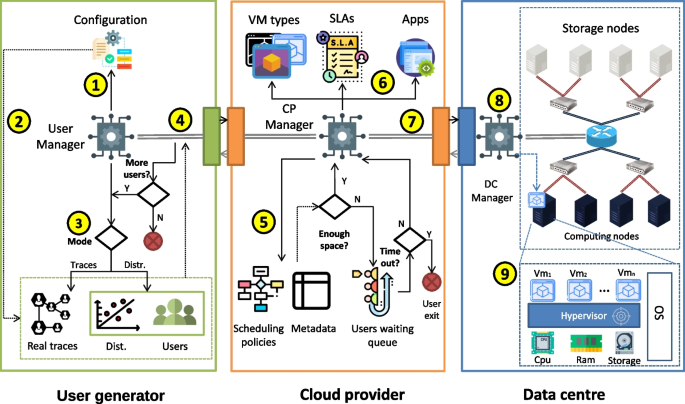 Configuration
1
2
User
Manager
4
More
users?
Y
N
3
Mode
Traces
Distr.
Real traces
Dist.
Users
User generator
VM types
SLAs
Apps
S.L.A
6
CP
Manager
7
5
Y
N
Enough
space?
N
Y
Time
out?
Scheduling
policies
Metadata
Users waiting
queue
User
exit
Cloud provider
Storage nodes
8
DC
Manager
Computing nodes
9
Vm1
Vm2
...
Vmn
Hypervisor
OS
CPU
Cpu
Ram
Storage
Data centre